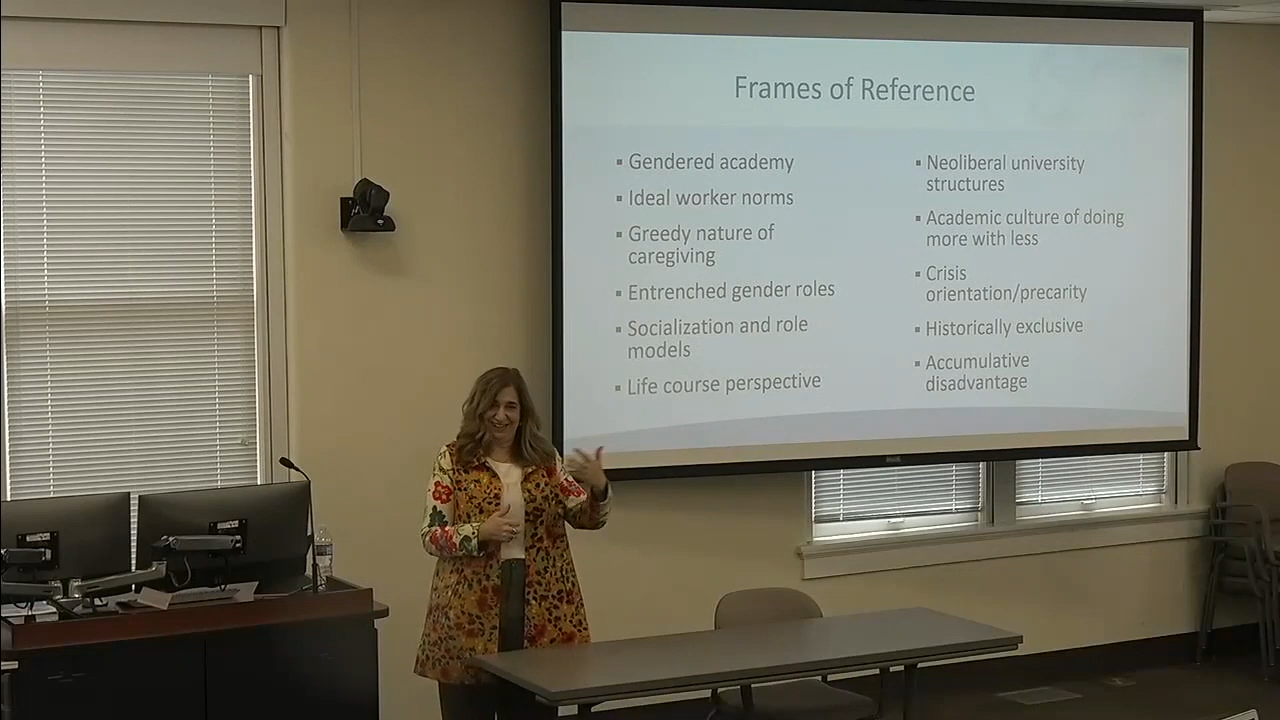 Frames of Reference
▪ Gendered academy
▪ Ideal worker norms
▪ Greedy nature of
caregiving
▪ Entrenched gender roles
▪ Socialization and role
models
▪ Life course perspective
▪ Neoliberal university
structures
▪ Academic culture of doing
more with less
▪ Crisis
orientation/precarity
▪ Historically exclusive
▪ Accumulative
disadvantage